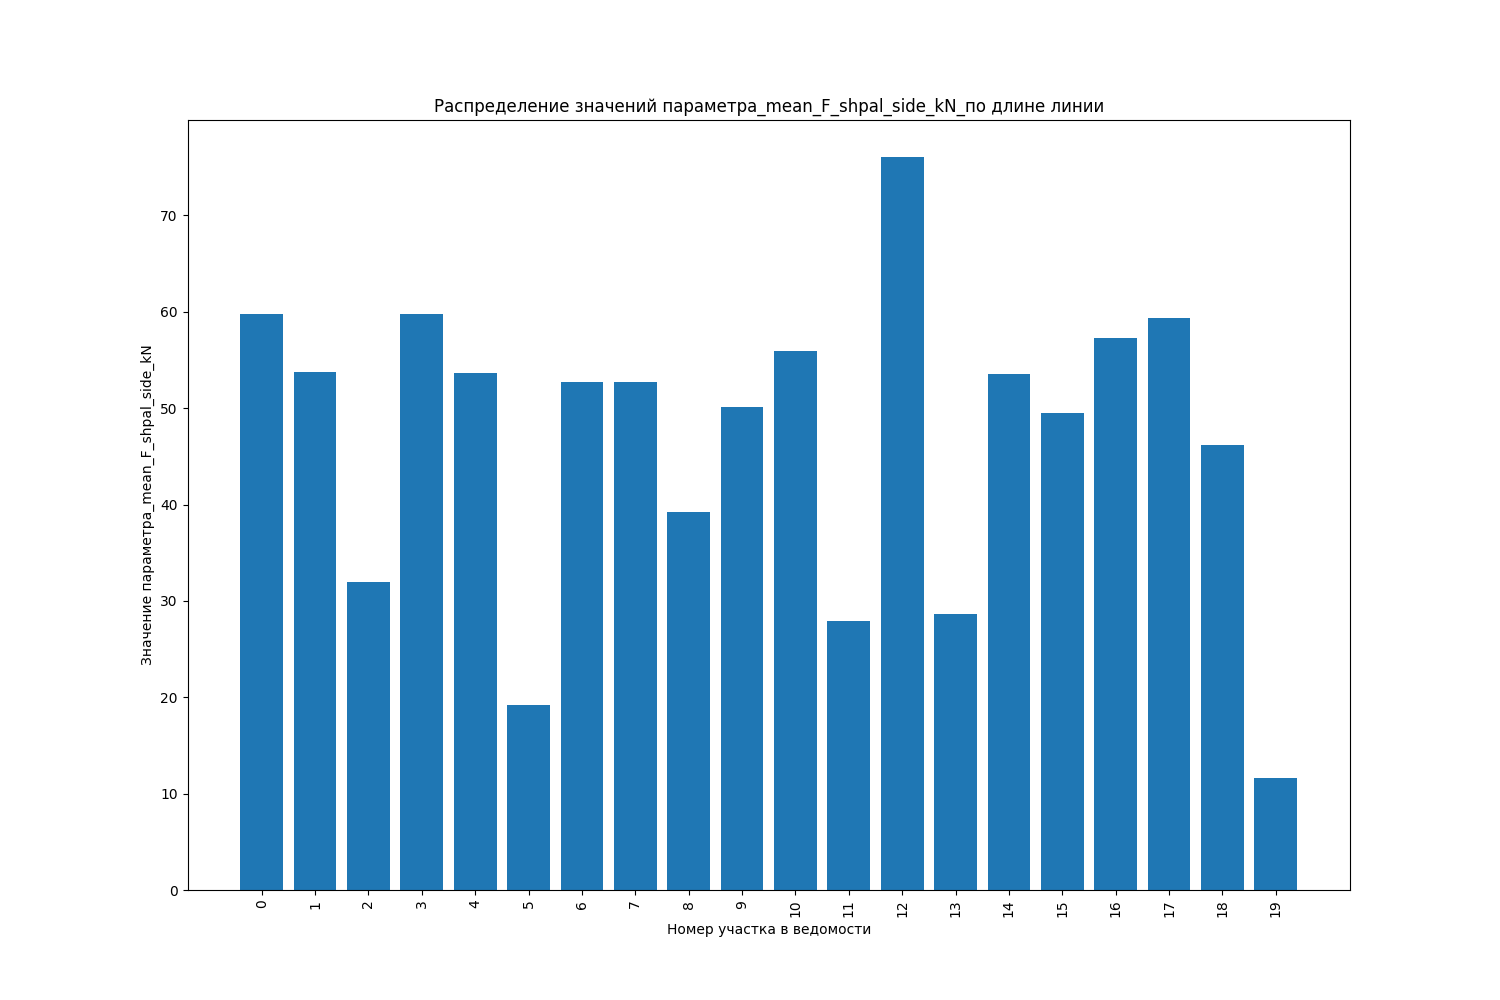 Распределение значений параметра_mean_F_shpal_side_kN_по длине линии
Значение параметра_mean_F_shpal_side_kN
70
60
50
40
30
20
10
0
0 1 2 3 4 5 6 7 8 9 10 11 12 13 14 15 16 17 18 19
Номер участка в ведомости